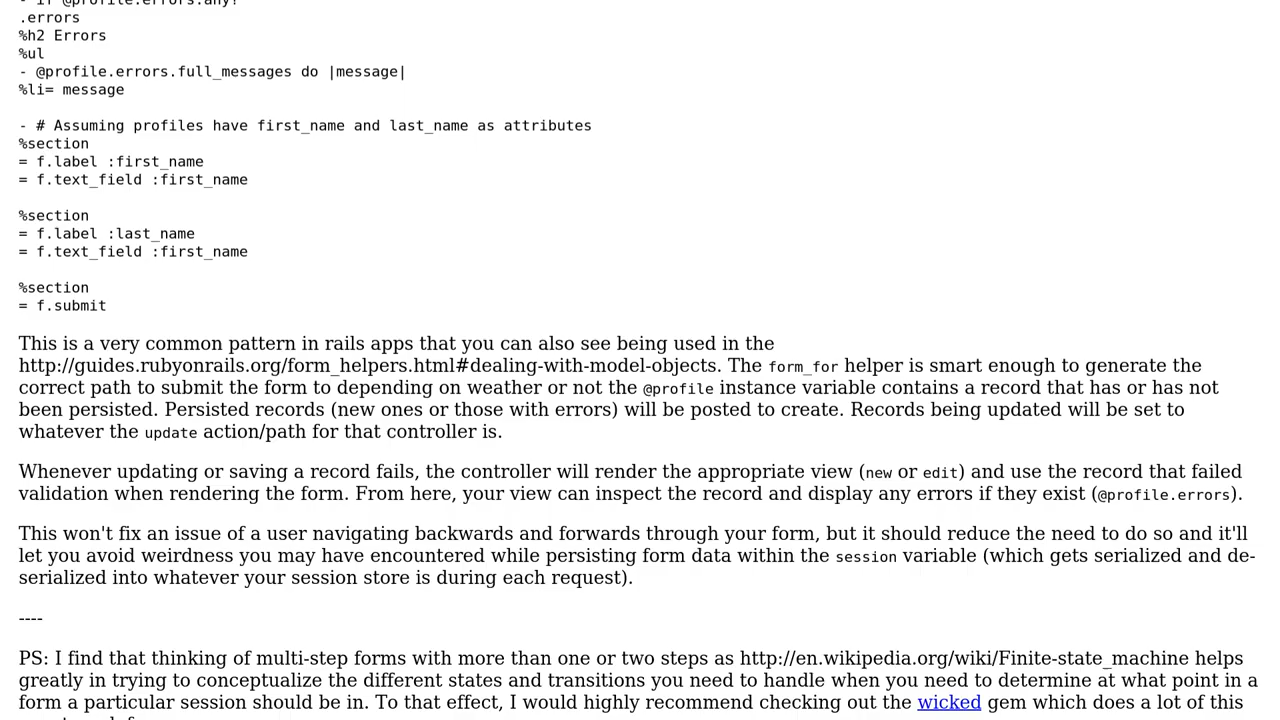 - if @profile.errors.any?
.errors
%h2 Errors
%ul
- @profile.errors.full_messages do |message|
%li= message
- # Assuming profiles have first_name and last_name as attributes
%section
= f.label :first_name
= f.text_field :first_name
%section
= f.label :last_name
= f.text_field :first_name
%section
= f.submit
This is a very common pattern in rails apps that you can also see being used in the
http://guides.rubyonrails.org/form_helpers.html#dealing-with-model-objects. The form_for helper is smart enough to generate the
correct path to submit the form to depending on weather or not the @profile instance variable contains a record that has or has not
been persisted. Persisted records (new ones or those with errors) will be posted to create. Records being updated will be set to
whatever the update action/path for that controller is.
Whenever updating or saving a record fails, the controller will render the appropriate view (new or edit) and use the record that failed
validation when rendering the form. From here, your view can inspect the record and display any errors if they exist (@profile.errors).
This won't fix an issue of a user navigating backwards and forwards through your form, but it should reduce the need to do so and it'll
let you avoid weirdness you may have encountered while persisting form data within the session variable (which gets serialized and de-
serialized into whatever your session store is during each request).
----
PS: I find that thinking of multi-step forms with more than one or two steps as http://en.wikipedia.org/wiki/Finite-state_machine helps
greatly in trying to conceptualize the different states and transitions you need to handle when you need to determine at what point in a
form a particular session should be in. To that effect, I would highly recommend checking out the wicked gem which does a lot of this